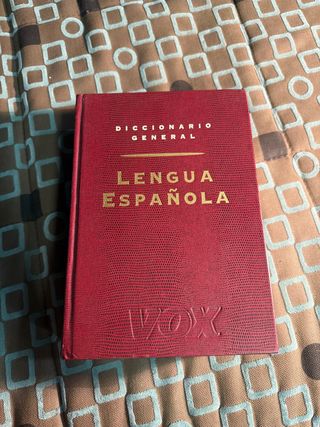 DICCIONARIO
GENERAL
LENGUA
ESPAÑOLA
VOX